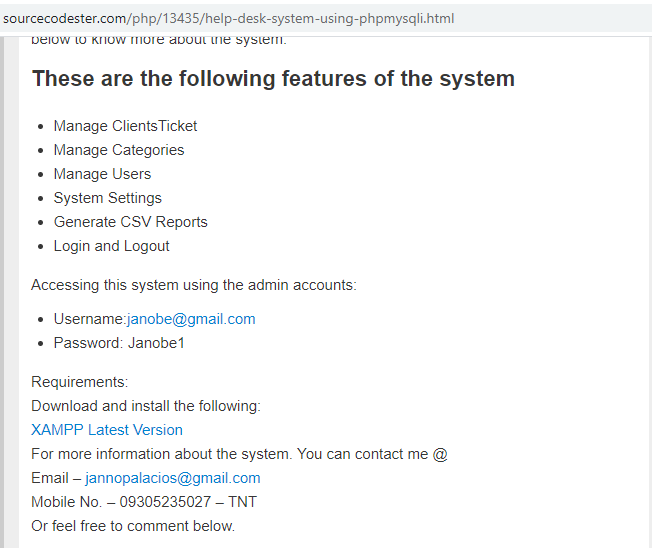 sourcecodester.com/php/13435/help-desk-system-using-phpmysqli.html
below to know more about the system.
These are the following features of the system
Manage ClientsTicket
Manage Categories
Manage Users
System Settings
Generate CSV Reports
Login and Logout
Accessing this system using the admin accounts:
Username:janobe@gmail.com
Password: Janobe1
Requirements:
Download and install the following:
XAMPP Latest Version
For more information about the system. You can contact me @
Email – jannopalacios@gmail.com
Mobile No. – 09305235027 – TNT
Or feel free to comment below.